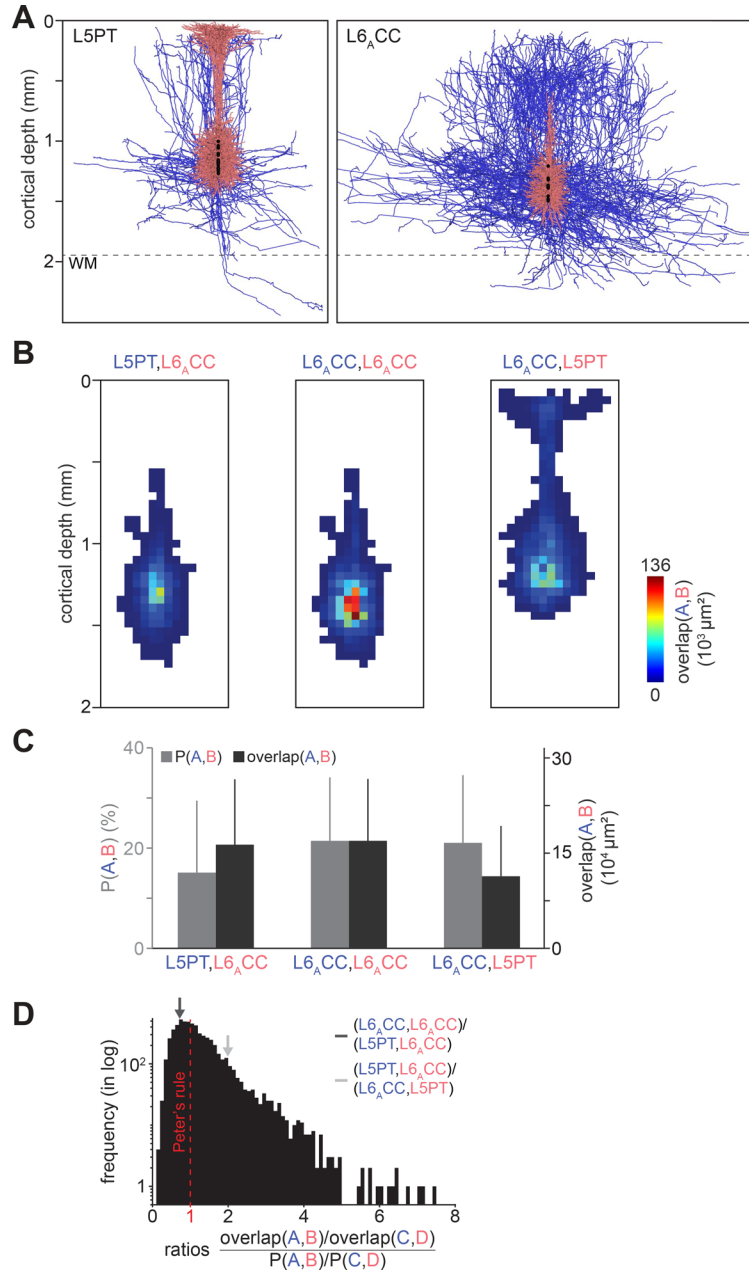 A
0
L5PT
L6ACC
cortical depth (mm)
1
2
WM
B
L5PT,L6ACC
L6ACC,L6ACC
L6ACC,L5PT
0
cortical depth (mm)
1
2
136
0
overlap(A,B)
(10³ µm²)
C
40
20
0
P(A,B) (%)
P(A,B)
overlap(A,B)
30
15
0
overlap(A,B)
(10⁴ µm²)
L5PT,L6ACC
L6ACC,L6ACC
L6ACC,L5PT
D
frequency (in log)
10²
1
Peter's rule
(L6ACC,L6ACC)/
(L5PT,L6ACC)
(L5PT,L6ACC)/
(L6ACC,L5PT)
0 1 2 4 6 8
ratios
overlap(A,B)/overlap(C,D)
P(A,B)/P(C,D)